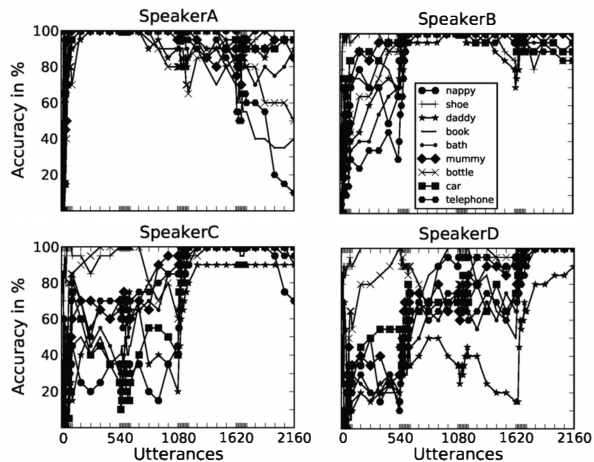 SpeakerA
SpeakerB
Accuracy in %
100
80
60
40
20
nappy
shoe
daddy
book
bath
mummy
bottle
car
telephone
SpeakerC
SpeakerD
Accuracy in %
100
80
60
40
20
0 540 1080 1620 2160
0 540 1080 1620 2160
Utterances
Utterances